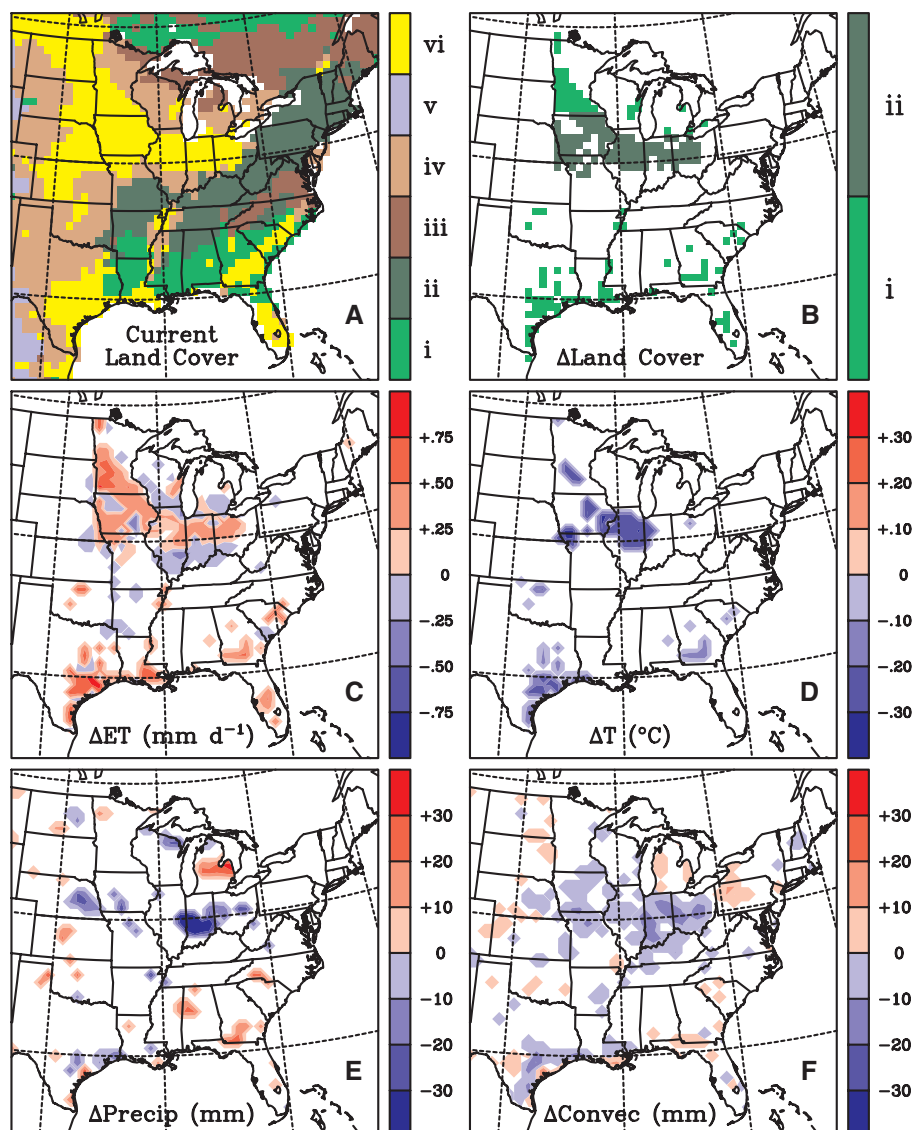 vi
v
iv
iii
ii
i
A
Current
Land Cover
ii
i
B
ΔLand Cover
+.75
+.50
+.25
0
-.25
-.50
-.75
C
ΔET (mm d⁻¹)
+.30
+.20
+.10
0
-.10
-.20
-.30
D
ΔT (°C)
+30
+20
+10
0
-10
-20
-30
E
ΔPrecip (mm)
+30
+20
+10
0
-10
-20
-30
F
ΔConvec (mm)